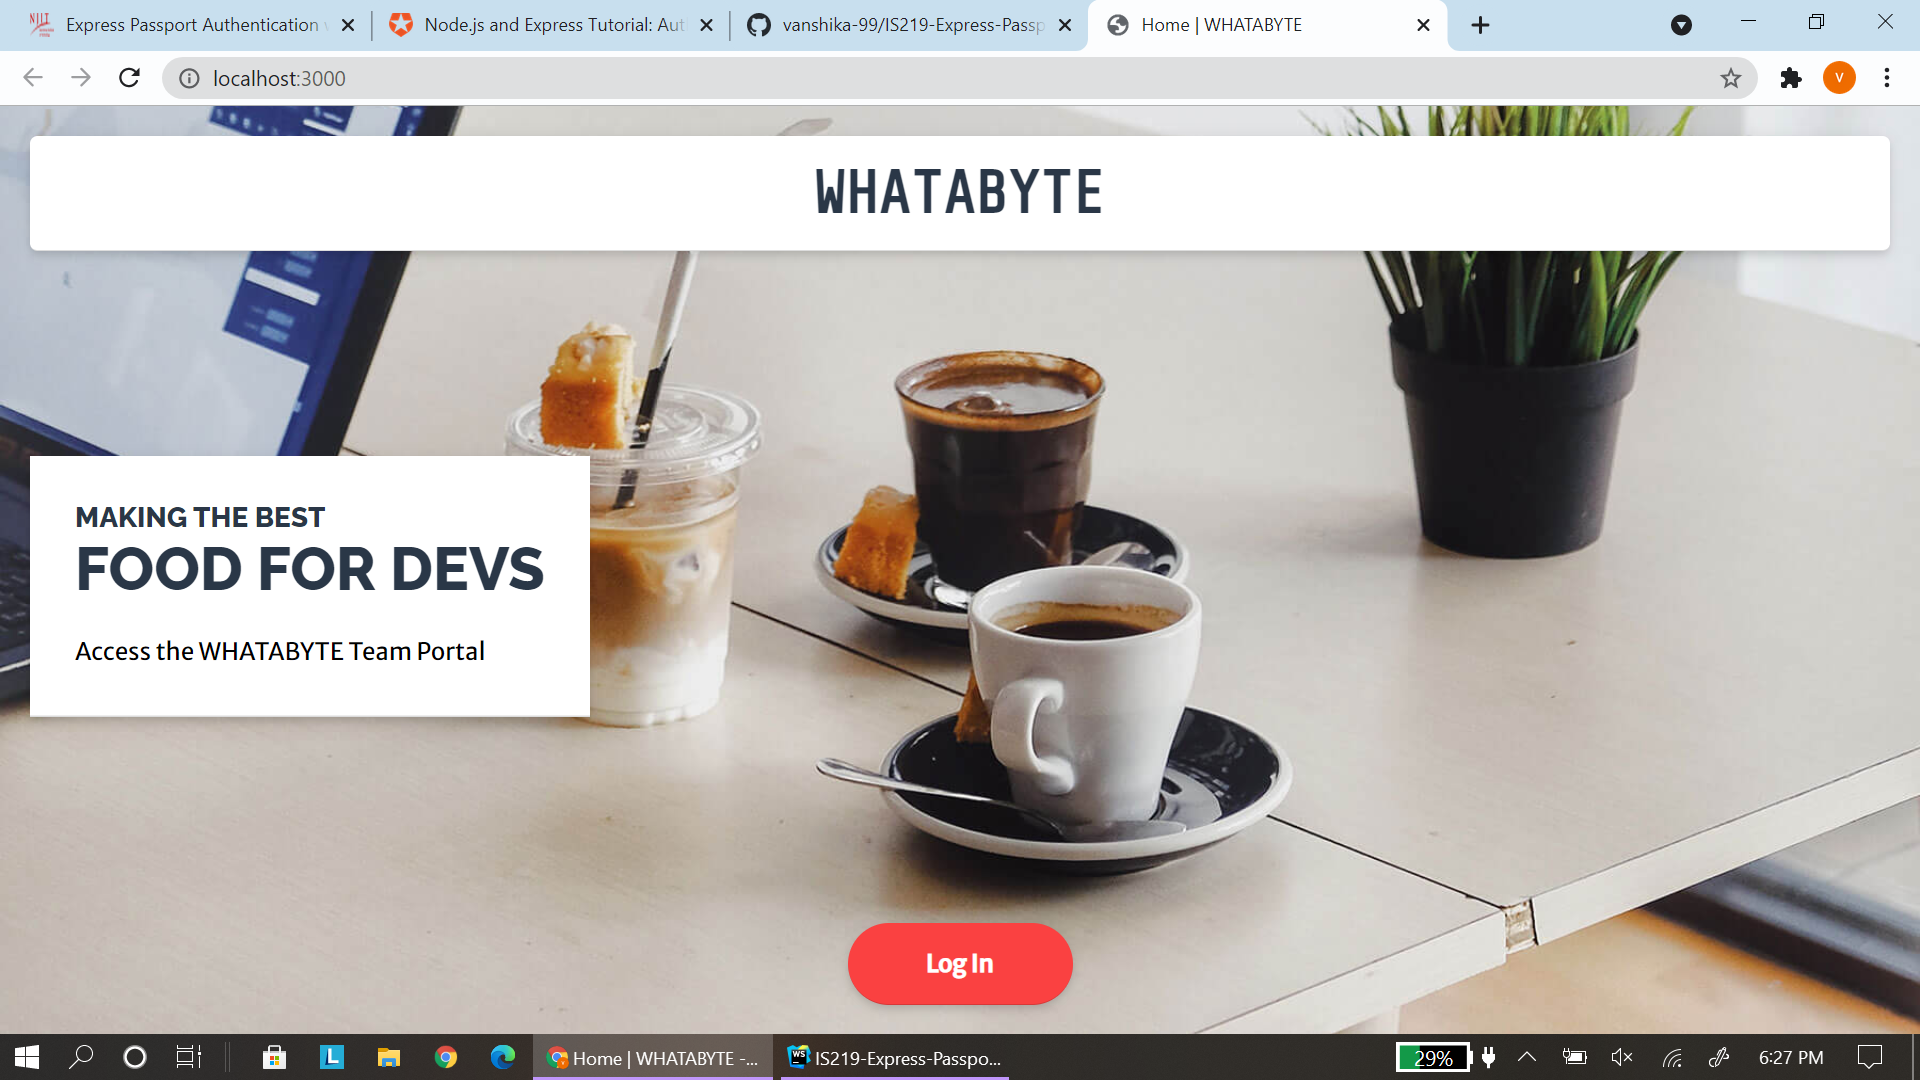 Express Passport Authentication
Node.js and Express Tutorial: Aut
vanshika-99/IS219-Express-Passp
Home | WHATABYTE
localhost:3000
V
WHATABYTE
MAKING THE BEST
FOOD FOR DEVS
Access the WHATABYTE Team Portal
Log In
L
Home | WHATABYTE -...
WS
IS219-Express-Passpo...
29%
6:27 PM